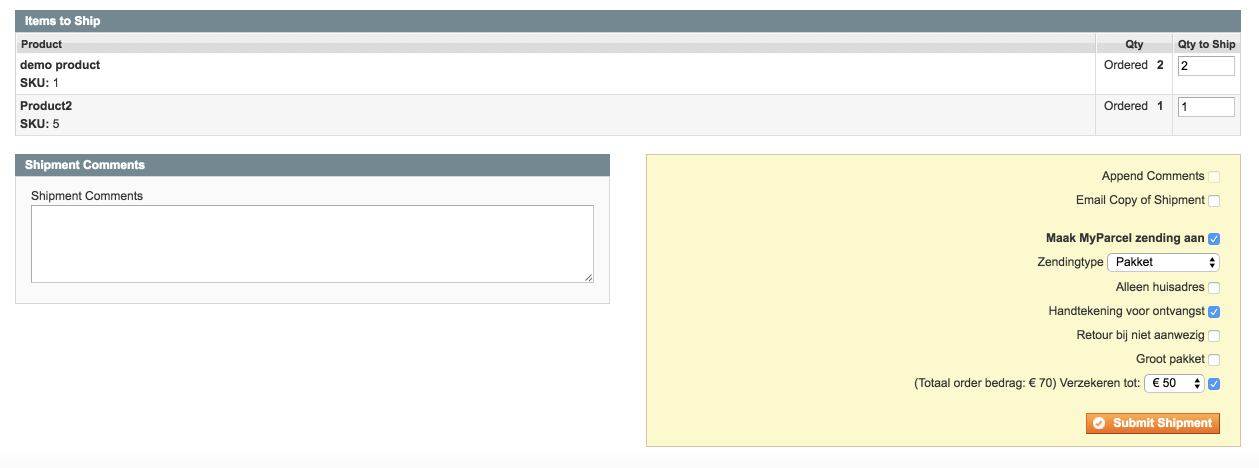 Items to Ship
Product Qty Qty to Ship
demo product Ordered 2 2
SKU: 1
Product2 Ordered 1 1
SKU: 5
Shipment Comments
Shipment Comments
Append Comments
Email Copy of Shipment
Maak MyParcel zending aan
Zendingtype Pakket
Alleen huisadres
Handtekening voor ontvangst
Retour bij niet aanwezig
Groot pakket
(Totaal order bedrag: € 70) Verzekeren tot: € 50
Submit Shipment